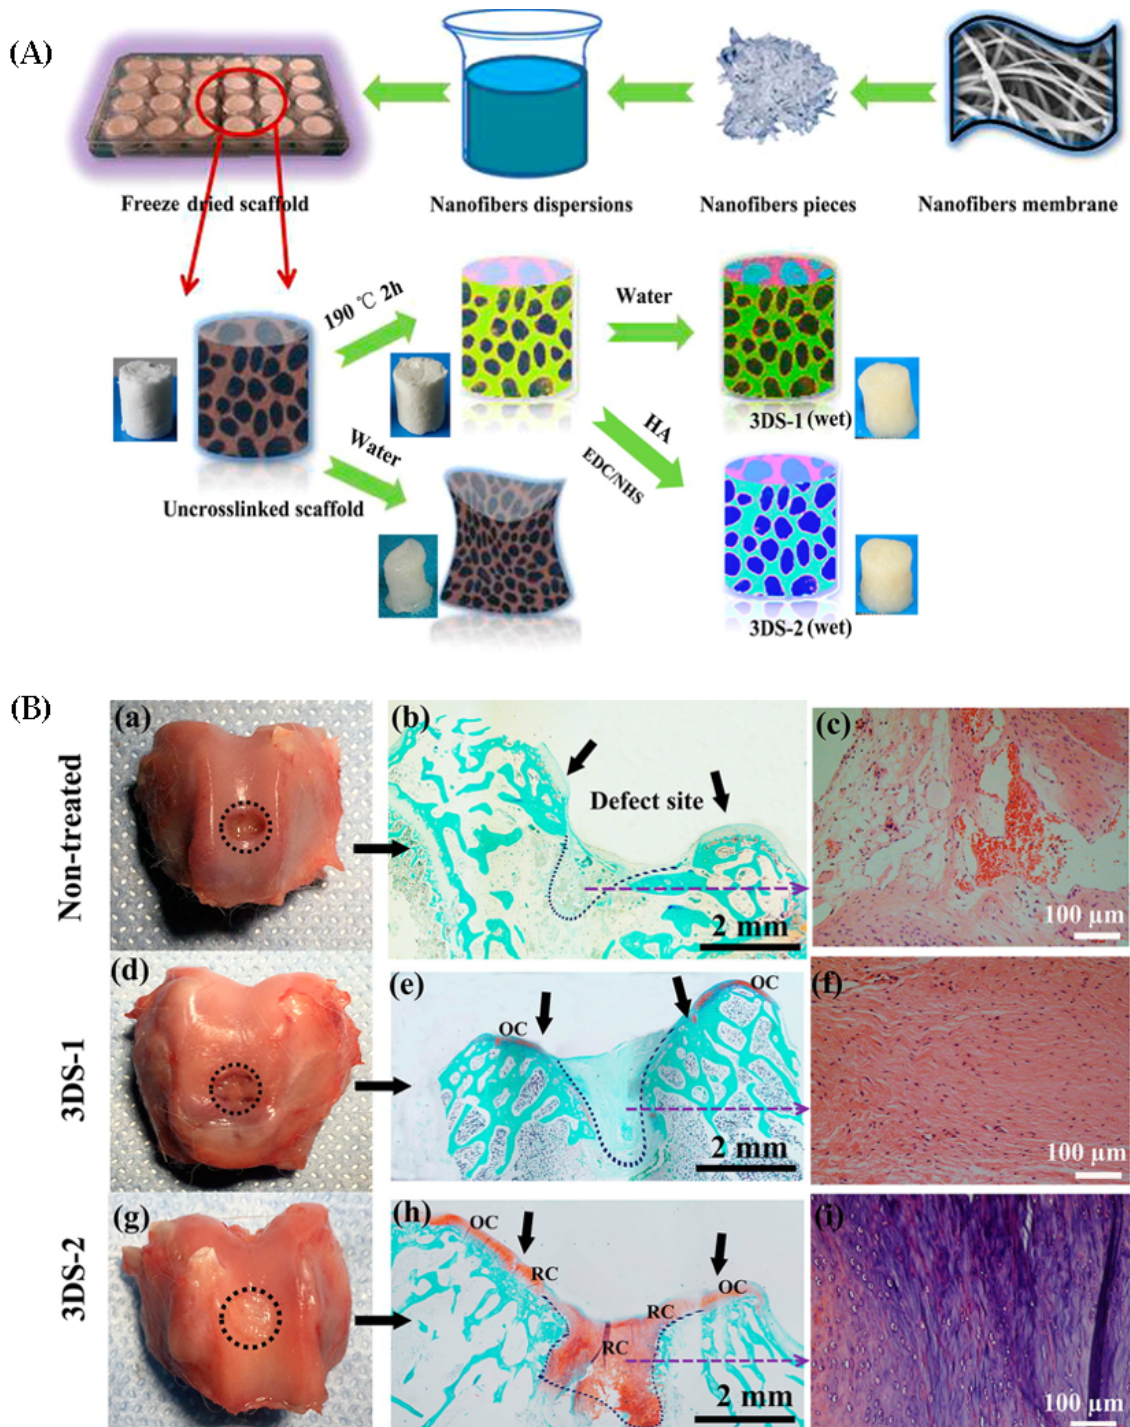 (A)
Freeze dried scaffold
Nanofibers dispersions
Nanofibers pieces
Nanofibers membrane
190 ℃ 2h
Water
Water
HA
EDC/NHS
3DS-1 (wet)
Uncrosslinked scaffold
3DS-2 (wet)
(B)
Non-treated
(a)
(b)
Defect site
2 mm
(c)
100 μm
3DS-1
(d)
(e)
OC
OC
2 mm
(f)
100 μm
3DS-2
(g)
(h)
OC
RC
OC
RC
RC
2 mm
(i)
100 μm